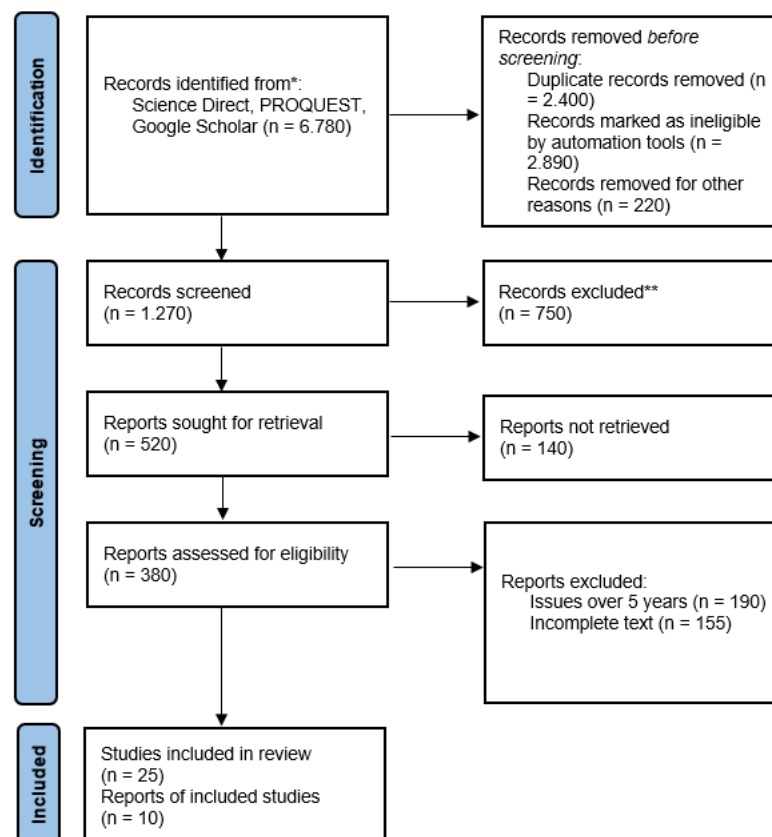 Identification
Records identified from*:
Science Direct, PROQUEST,
Google Scholar (n = 6.780)
Records removed before
screening:
Duplicate records removed (n
= 2.400)
Records marked as ineligible
by automation tools (n =
2.890)
Records removed for other
reasons (n = 220)
Screening
Records screened
(n = 1.270)
Records excluded**
(n = 750)
Reports sought for retrieval
(n = 520)
Reports not retrieved
(n = 140)
Reports assessed for eligibility
(n = 380)
Reports excluded:
Issues over 5 years (n = 190)
Incomplete text (n = 155)
Included
Studies included in review
(n = 25)
Reports of included studies
(n = 10)